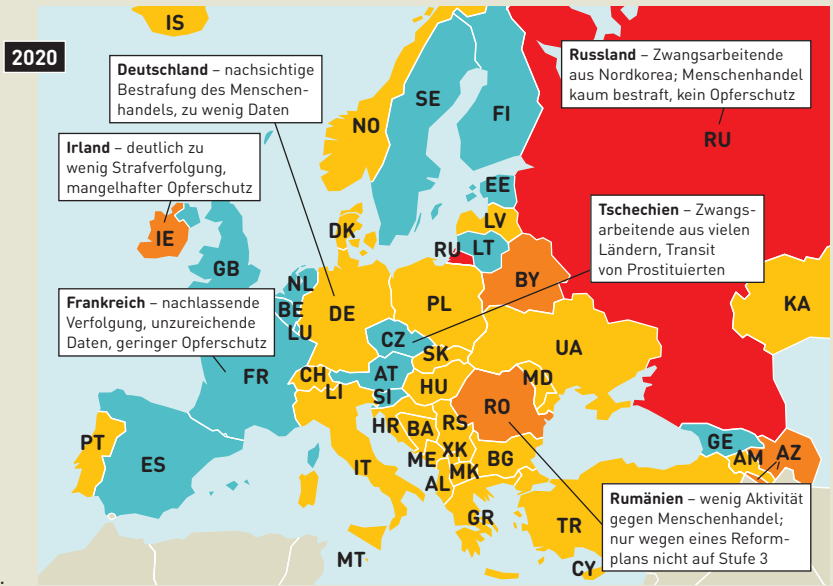 2020
IS
Deutschland – nachsichtige
Bestrafung des Menschen-
handels, zu wenig Daten
Russland – Zwangsarbeitende
aus Nordkorea; Menschenhandel
kaum bestraft, kein Opferschutz
SE
FI
NO
RU
Irland – deutlich zu
wenig Strafverfolgung,
mangelhafter Opferschutz
EE
Tschechien – Zwangs-
arbeitende aus vielen
Ländern, Transit
von Prostituierten
LV
DK
IE
RU
LT
GB
NL
BY
Frankreich – nachlassende
Verfolgung, unzureichende
Daten, geringer Opferschutz
BE
DE
PL
KA
LU
CZ
SK
UA
FR
CH
AT
MD
LI
SI
HU
RO
HR
BA
RS
PT
GE
ES
IT
ME
XK
BG
AM
AZ
MK
AL
Rumänien – wenig Aktivität
gegen Menschenhandel;
nur wegen eines Reform-
plans nicht auf Stufe 3
GR
TR
MT
CY